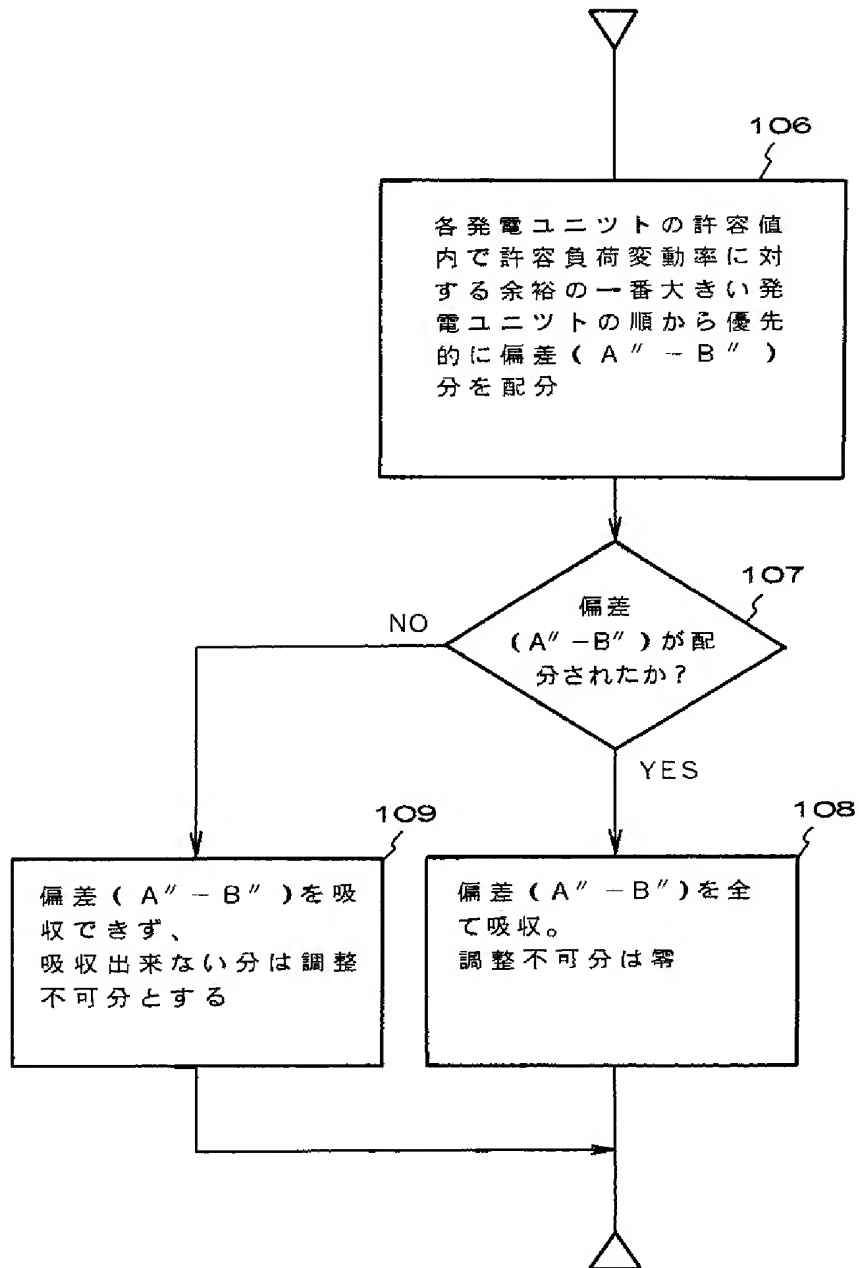 106
各発電ユニツトの許容値
内で許容負荷変動率に対
する余裕の一番大きい発
電ユニツトの順から優先
的に偏差(A″－B″)
分を配分
107
偏差
(A″－B″)が配
分されたか?
NO
YES
109
偏差(A″－B″)を吸
収できず、
吸収出来ない分は調整
不可分とする
108
偏差(A″－B″)を全
て吸収。
調整不可分は零